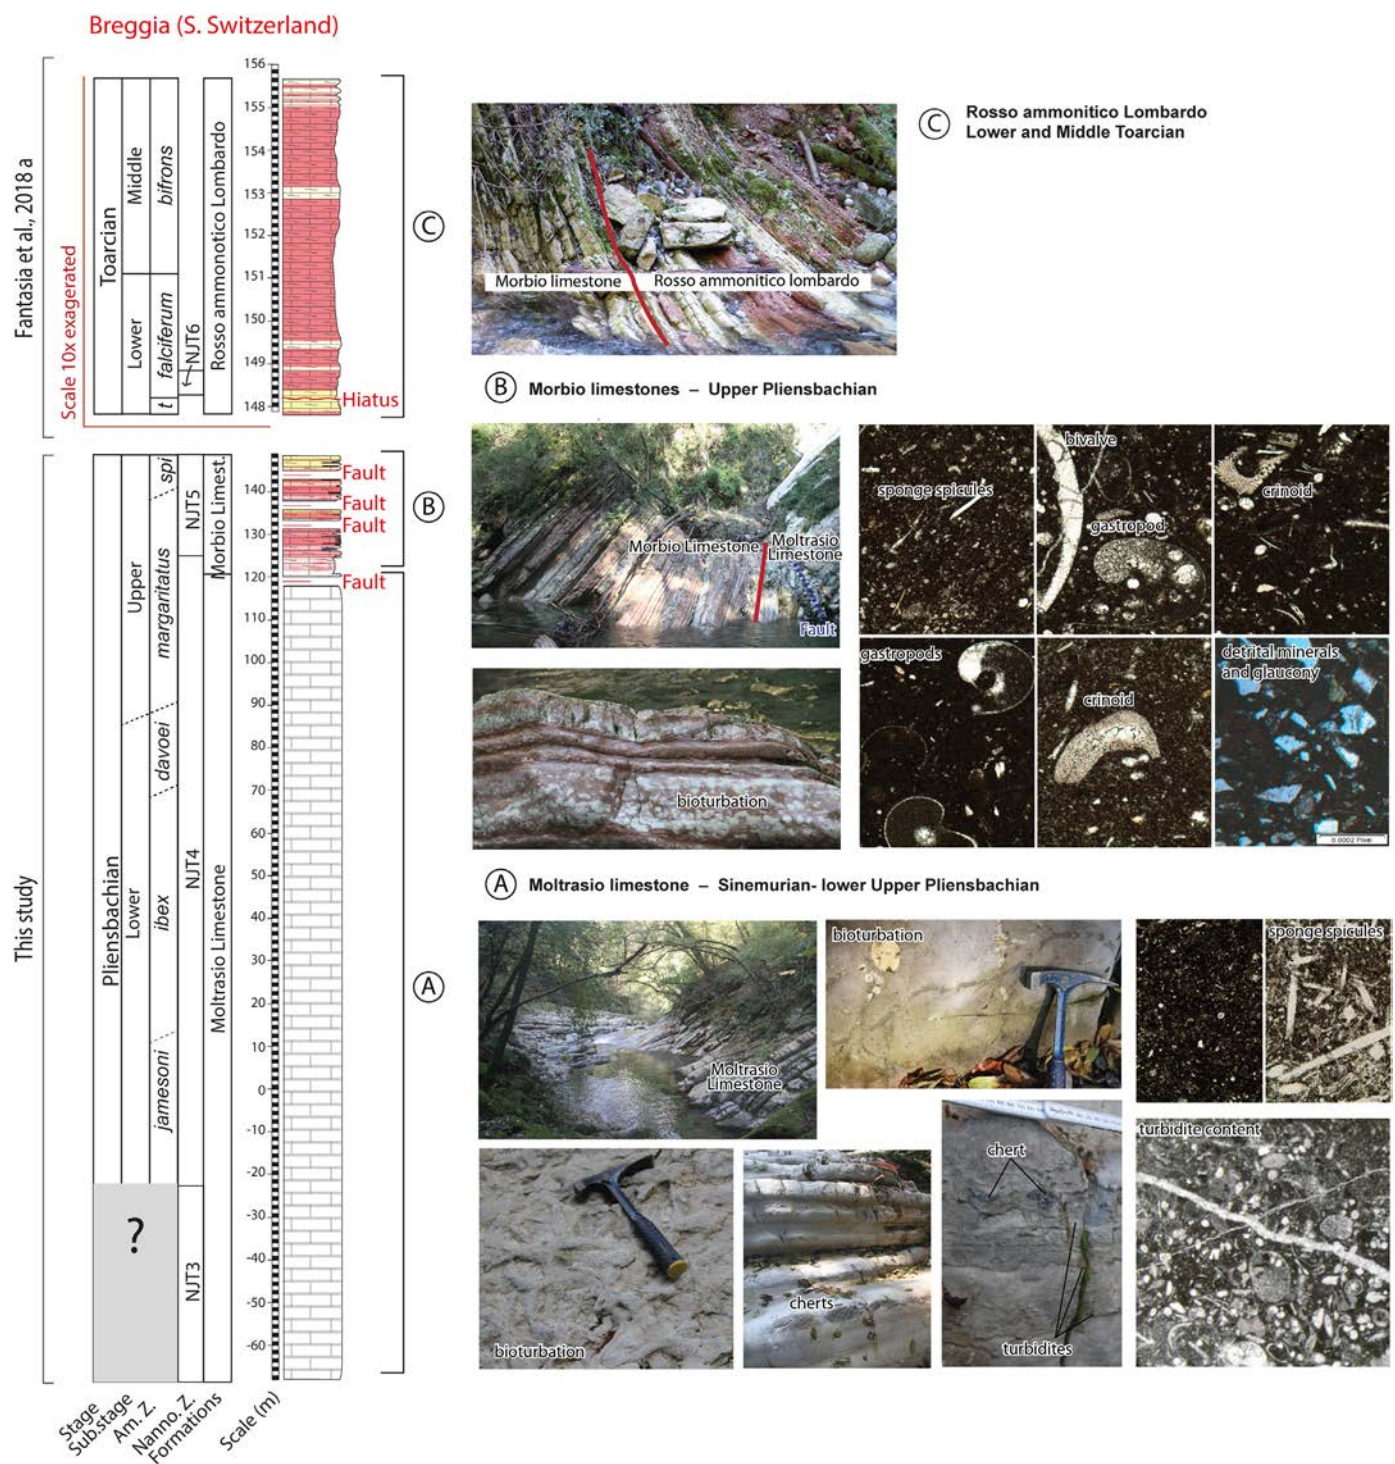 Breggia (S. Switzerland)
Fantasia et al., 2018 a
Scale 10x exagerated
Toarcian
Middle
Lower
bifrons
falciferum
t
NJT6
Rosso ammonotico Lombardo
156
155
154
153
152
151
150
149
148
Hiatus
C
Morbio limestone
Rosso ammonitico lombardo
C
Rosso ammonitico Lombardo
Lower and Middle Toarcian
This study
Pliensbachian
Upper
Lower
spi
margaritatus
davoei
ibex
jamesoni
?
NJT5
NJT4
NJT3
Morbio Limest.
Moltrasio Limestone
140
130
120
110
100
90
80
70
60
50
40
30
20
10
0
-10
-20
-30
-40
-50
-60
Fault
Fault
Fault
Fault
B
A
Stage
Sub.stage
Am. Z.
Nanno. Z.
Formations
Scale (m)
B
Morbio limestones – Upper Pliensbachian
Morbio Limestone
Moltrasio
Limestone
Fault
bioturbation
sponge spicules
bivalve
gastropod
crinoid
gastropods
crinoid
detrital minerals
and glaucony
0.0002 Pixel
A
Moltrasio limestone – Sinemurian- lower Upper Pliensbachian
Moltrasio
Limestone
bioturbation
sponge spicules
bioturbation
cherts
chert
turbidites
turbidite content